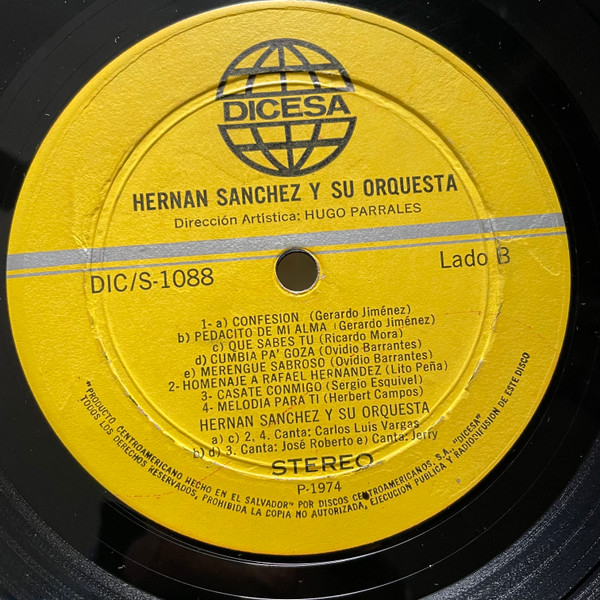 DICESA
HERNAN SANCHEZ Y SU ORQUESTA
Dirección Artística: HUGO PARRALES
DIC/S-1088
Lado B
1- a) CONFESION (Gerardo Jiménez)
b) PEDACITO DE MI ALMA (Gerardo Jiménez)
c) QUE SABES TU (Ricardo Mora)
d) CUMBIA PA' GOZA (Ovidio Barrantes)
e) MERENGUE SABROSO (Ovidio Barrantes)
2- HOMENAJE A RAFAEL HERNANDEZ (Lito Peña)
3- CASATE CONMIGO (Sergio Esquivel)
4- MELODIA PARA TI (Herbert Campos)
HERNAN SANCHEZ Y SU ORQUESTA
a) c) 2. 4. Canta: Carlos Luis Vargas
b) d) 3. Canta: José Roberto e) Canta: Jerry
STEREO
P-1974
"PRODUCTO CENTROAMERICANO HECHO EN EL SALVADOR" POR DISCOS CENTROAMERICANOS, S.A. "DICESA"
TODOS LOS DERECHOS RESERVADOS, PROHIBIDA LA COPIA NO AUTORIZADA, EJECUCION PUBLICA Y RADIODIFUSION DE ESTE DISCO